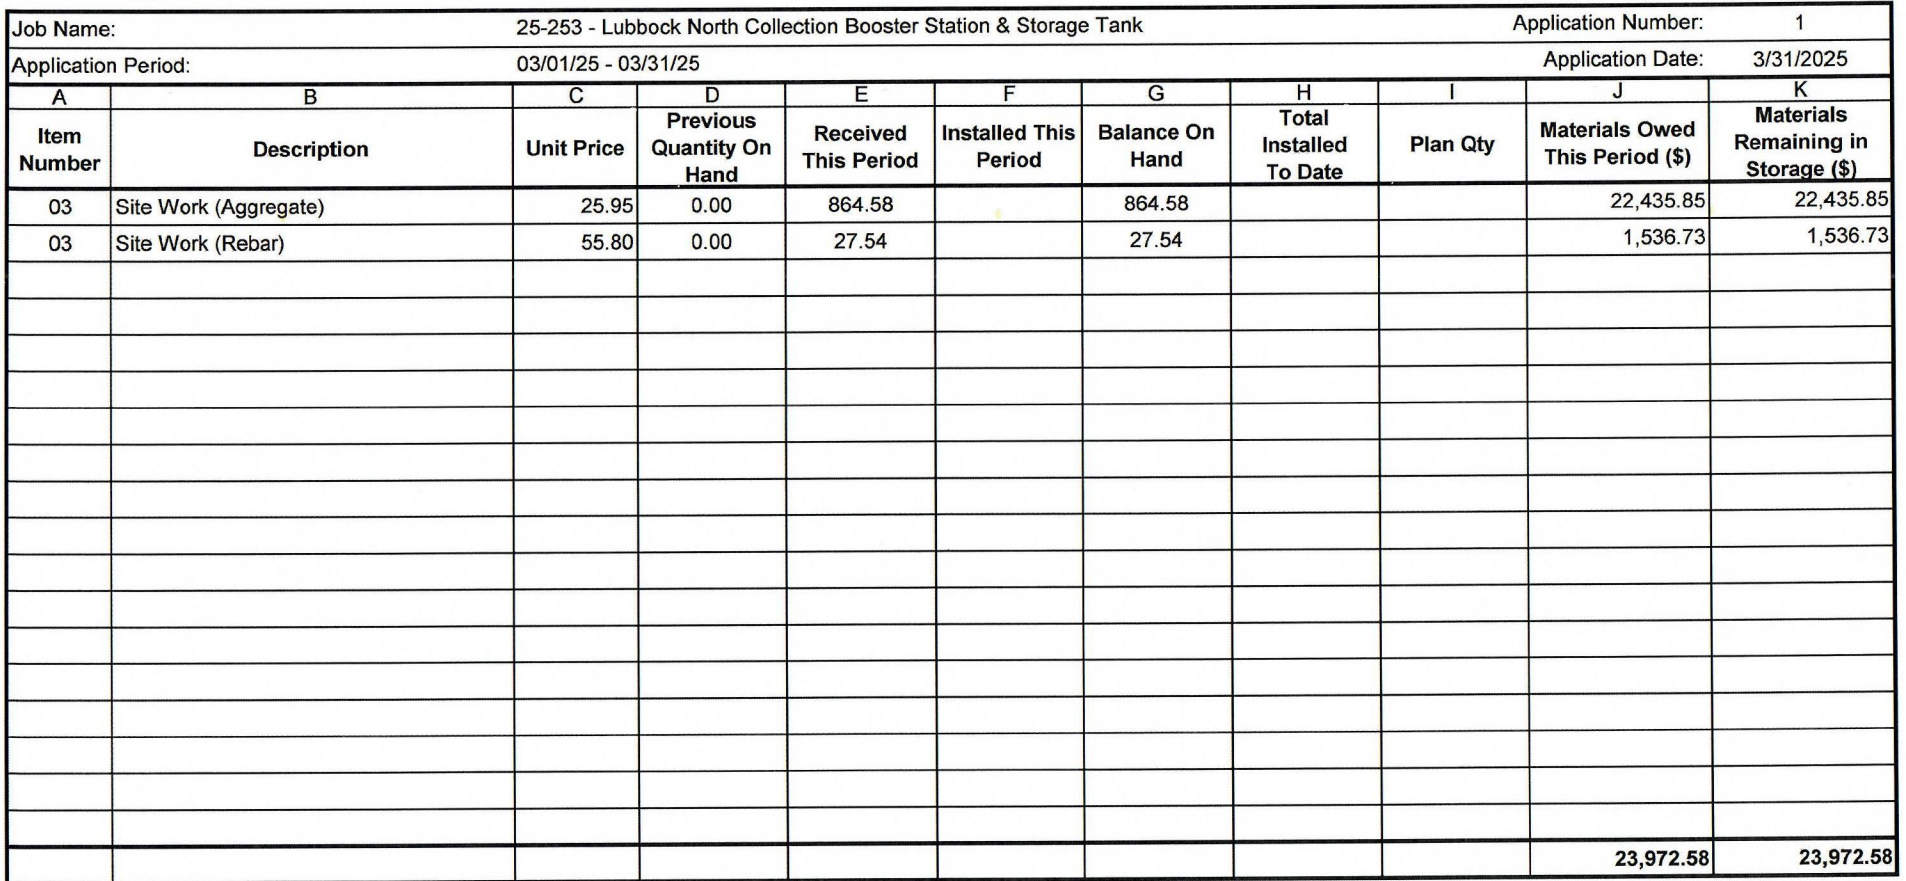 Job Name: 25-253 - Lubbock North Collection Booster Station & Storage Tank Application Number: 1
Application Period: 03/01/25 - 03/31/25 Application Date: 3/31/2025
A B C D E F G H I J K
Item Number Description Unit Price Previous Quantity On Hand Received This Period Installed This Period Balance On Hand Total Installed To Date Plan Qty Materials Owed This Period ($) Materials Remaining in Storage ($)
03 Site Work (Aggregate) 25.95 0.00 864.58 864.58 22,435.85 22,435.85
03 Site Work (Rebar) 55.80 0.00 27.54 27.54 1,536.73 1,536.73
23,972.58 23,972.58